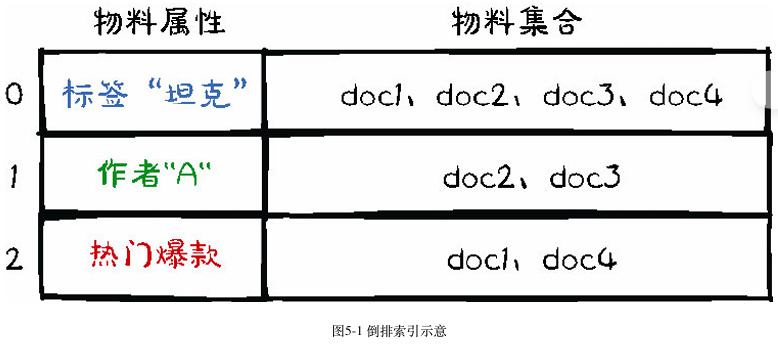 物料属性 物料集合
0 标签“坦克” doc1、doc2、doc3、doc4
1 作者"A" doc2、doc3
2 热门爆款 doc1、doc4
图5-1 倒排索引示意